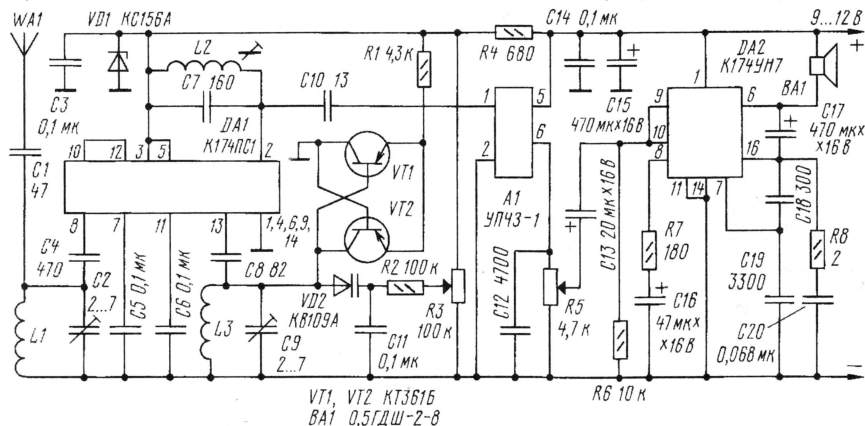 WA1
VD1 КС156А
L2
C7 160
C3
0,1 мк
C1
47
DA1
К174ПС1
10
12
3
5
2
8
7
11
13
1,4,6,9,
14
C10 13
R1 4,3к
R4 680
C14 0,1 мк
9...12 В
+
DA2
К174УН7
BA1
1
2
5
6
A1
УПЧЗ-1
C15
470 мк×16В
+
9
10
8
11
14
7
1
6
16
C17
470 мк×
×16В
+
VT1
VT2
C4
470
C2
2...7
C5 0,1 мк
C6 0,1 мк
C8 82
L1
L3
C9
2...7
VD2
КВ109А
R2 100 к
C11
0,1 мк
R3
100 к
C12 4700
R5
4,7 к
+
C13 20 мк×16В
R7
180
+
C16
47 мк×
×16В
C18 300
R8
2
C19
3300
C20
0,068 мк
R6 10 к
−
VT1, VT2 КТ361Б
BA1 0,5ГДШ-2-8